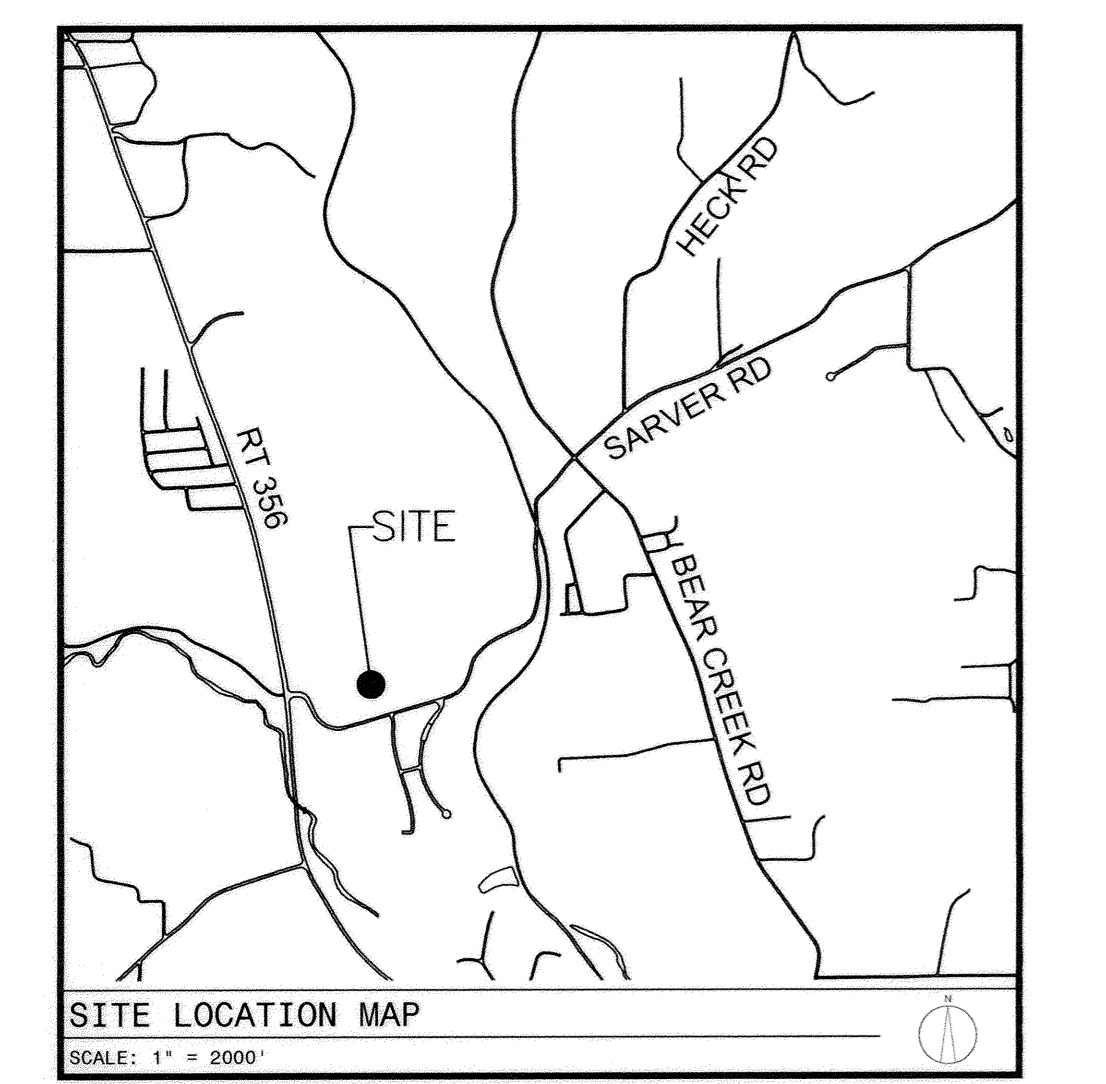 HECK RD
SARVER RD
RT 356
SITE
BEAR CREEK RD
SITE LOCATION MAP
N
SCALE: 1" = 2000'